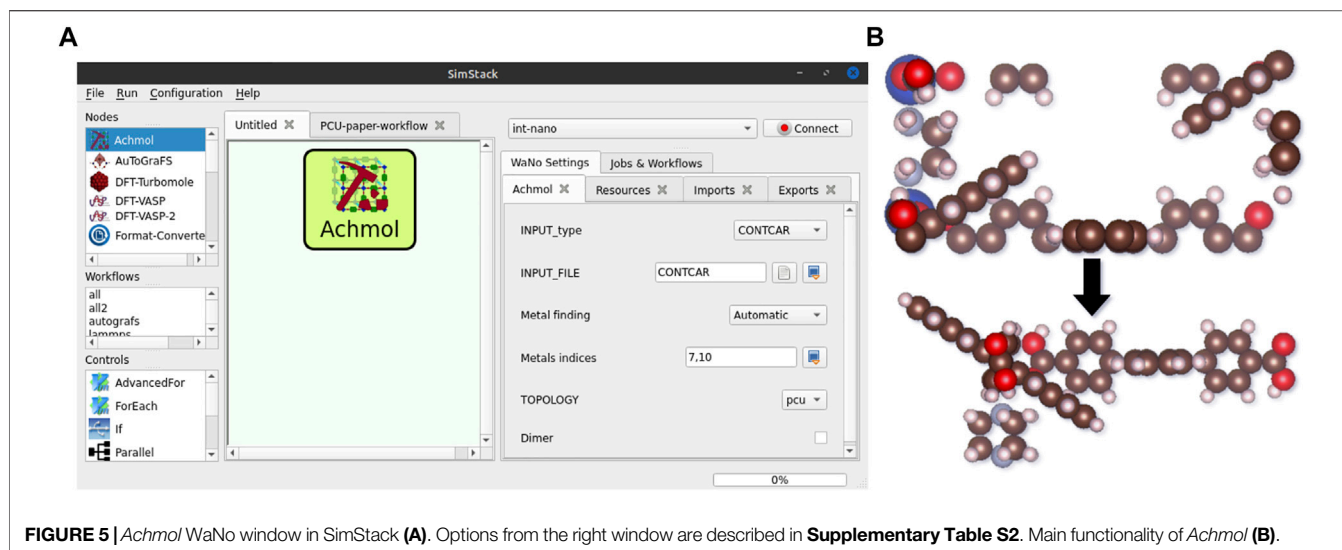 A
B
SimStack
File Run Configuration Help
Nodes
Achmol
AuToGraFS
DFT-Turbomole
DFT-VASP
DFT-VASP-2
Format-Converte
Workflows
all
all2
autografs
lammps
Controls
AdvancedFor
ForEach
If
Parallel
Untitled
PCU-paper-workflow
Achmol
int-nano
Connect
WaNo Settings
Jobs & Workflows
Achmol
Resources
Imports
Exports
INPUT_type
CONTCAR
INPUT_FILE
CONTCAR
Metal finding
Automatic
Metals indices
7,10
TOPOLOGY
pcu
Dimer
0%
FIGURE 5 | Achmol WaNo window in SimStack (A). Options from the right window are described in Supplementary Table S2. Main functionality of Achmol (B).